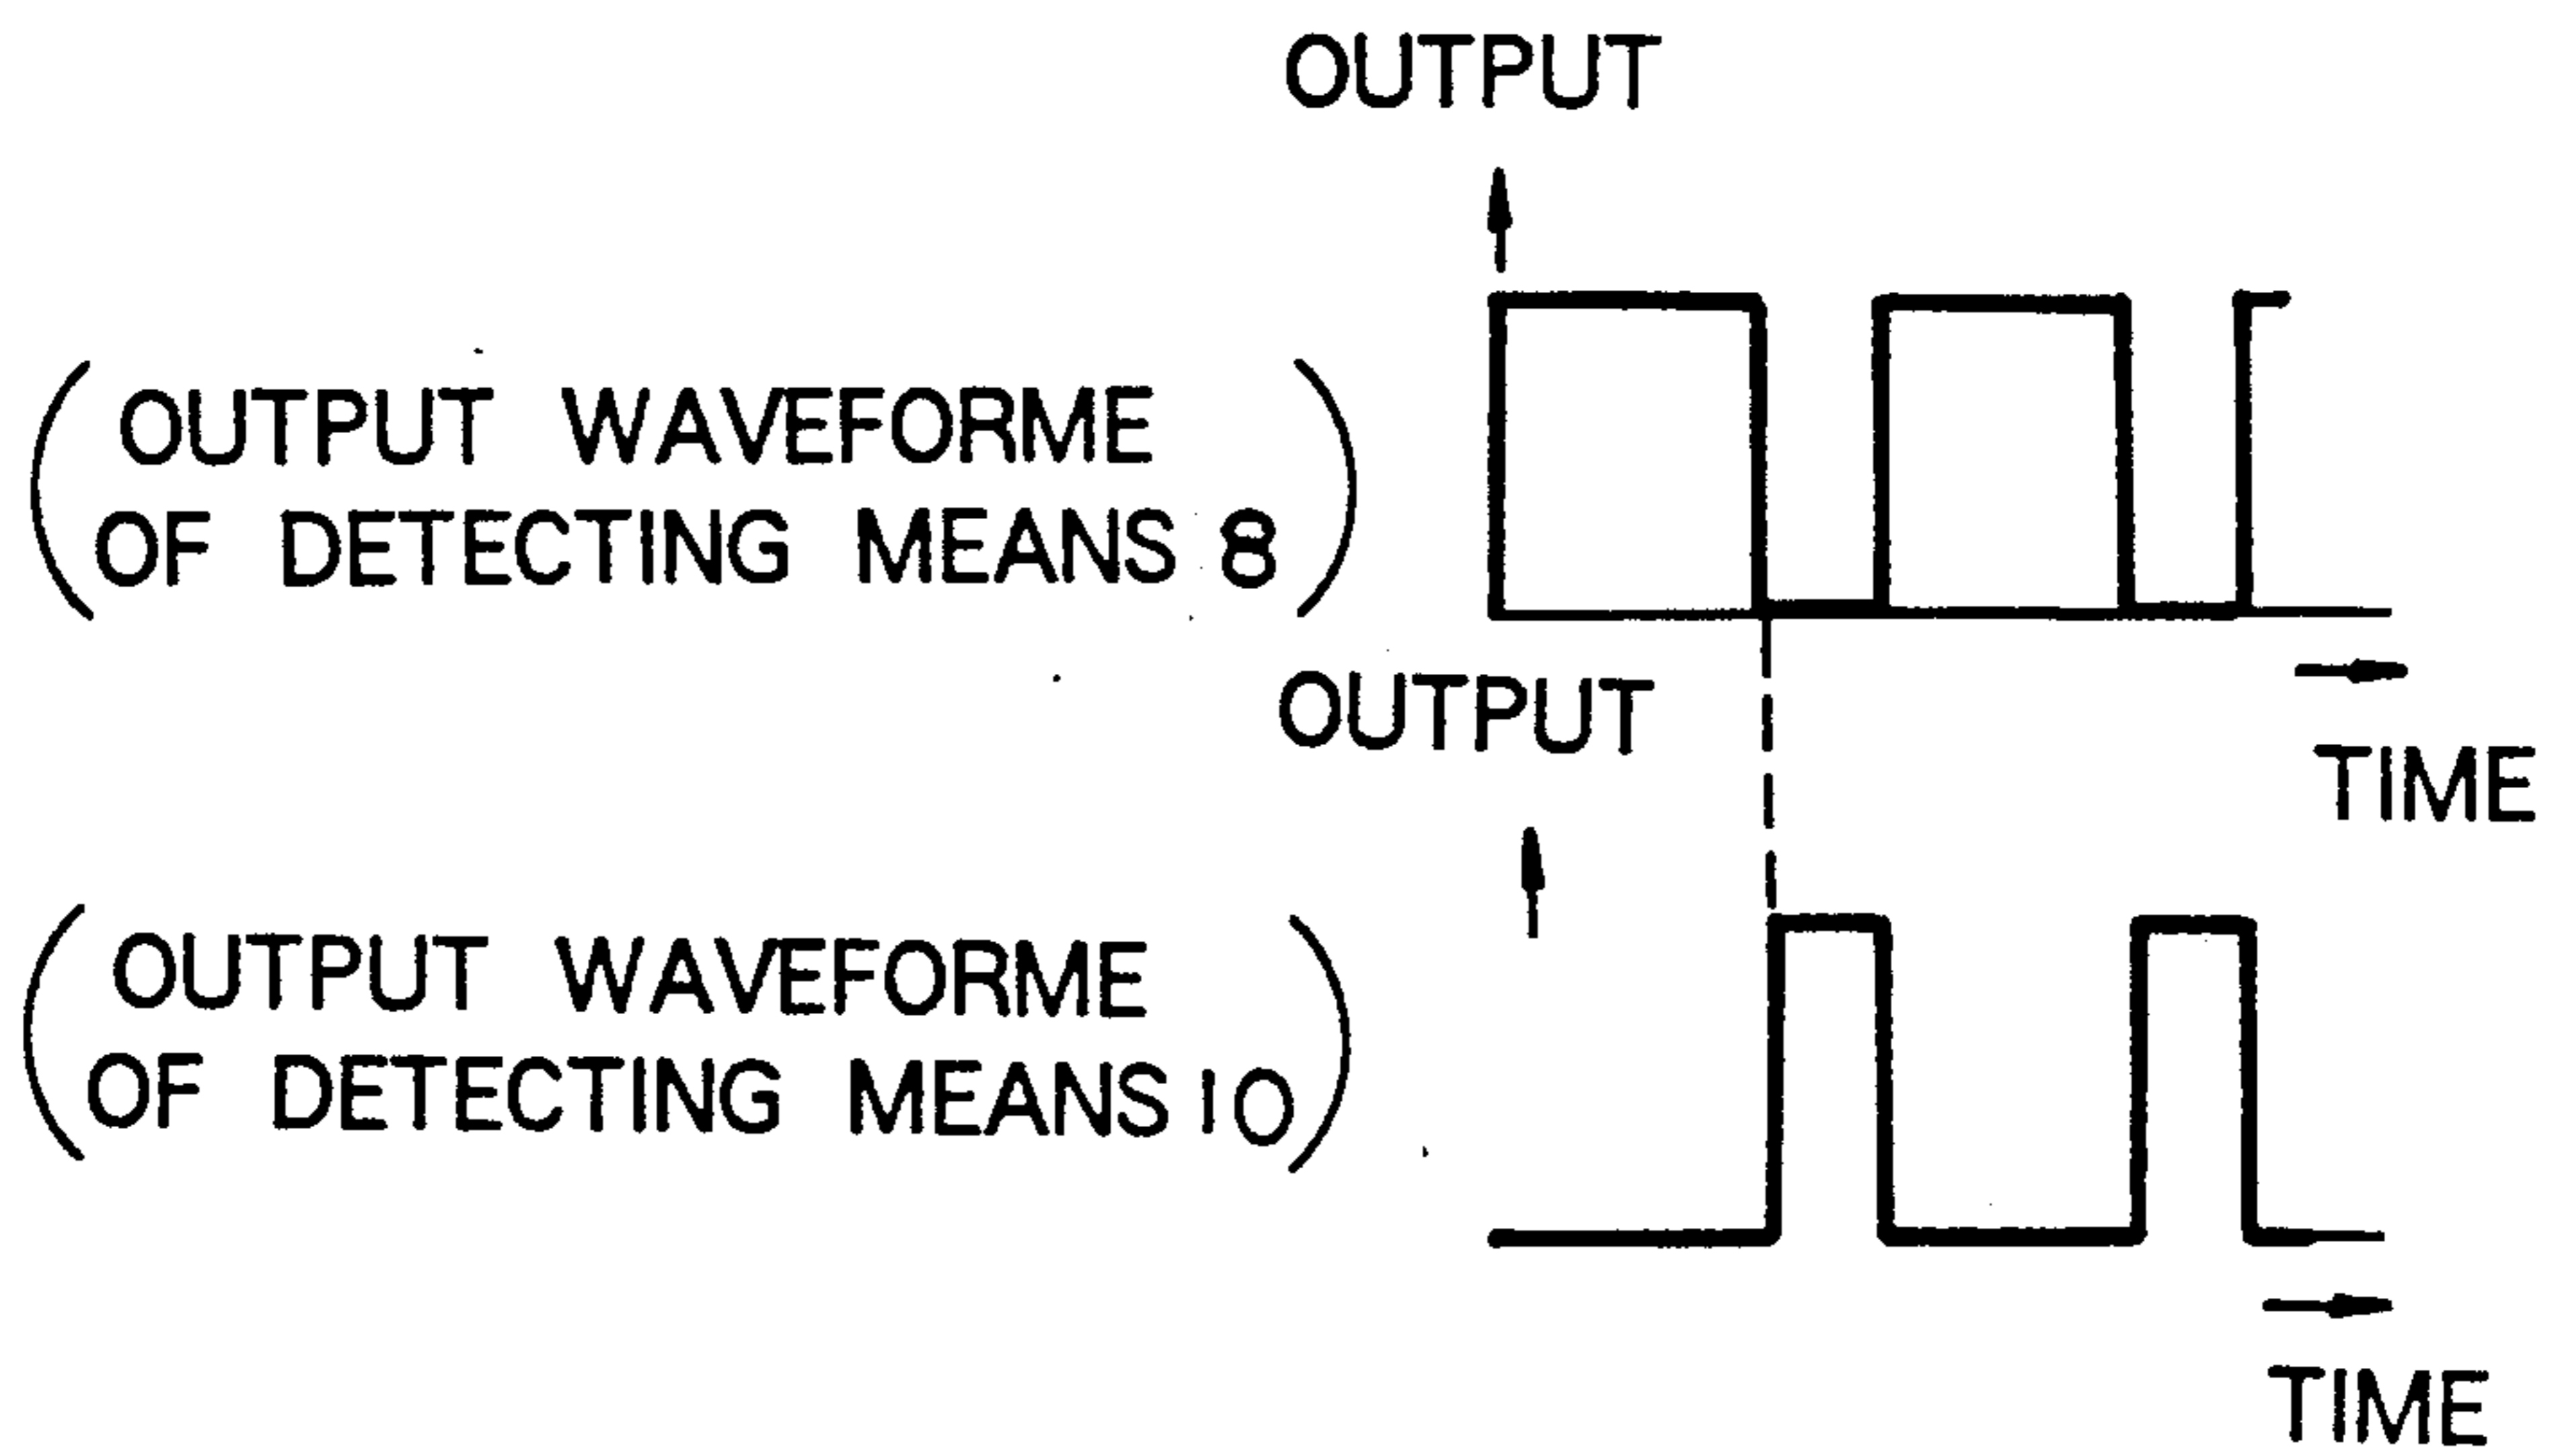 OUTPUT
OUTPUT WAVEFORME
OF DETECTING MEANS 8
TIME
OUTPUT
OUTPUT WAVEFORME
OF DETECTING MEANS 10
TIME